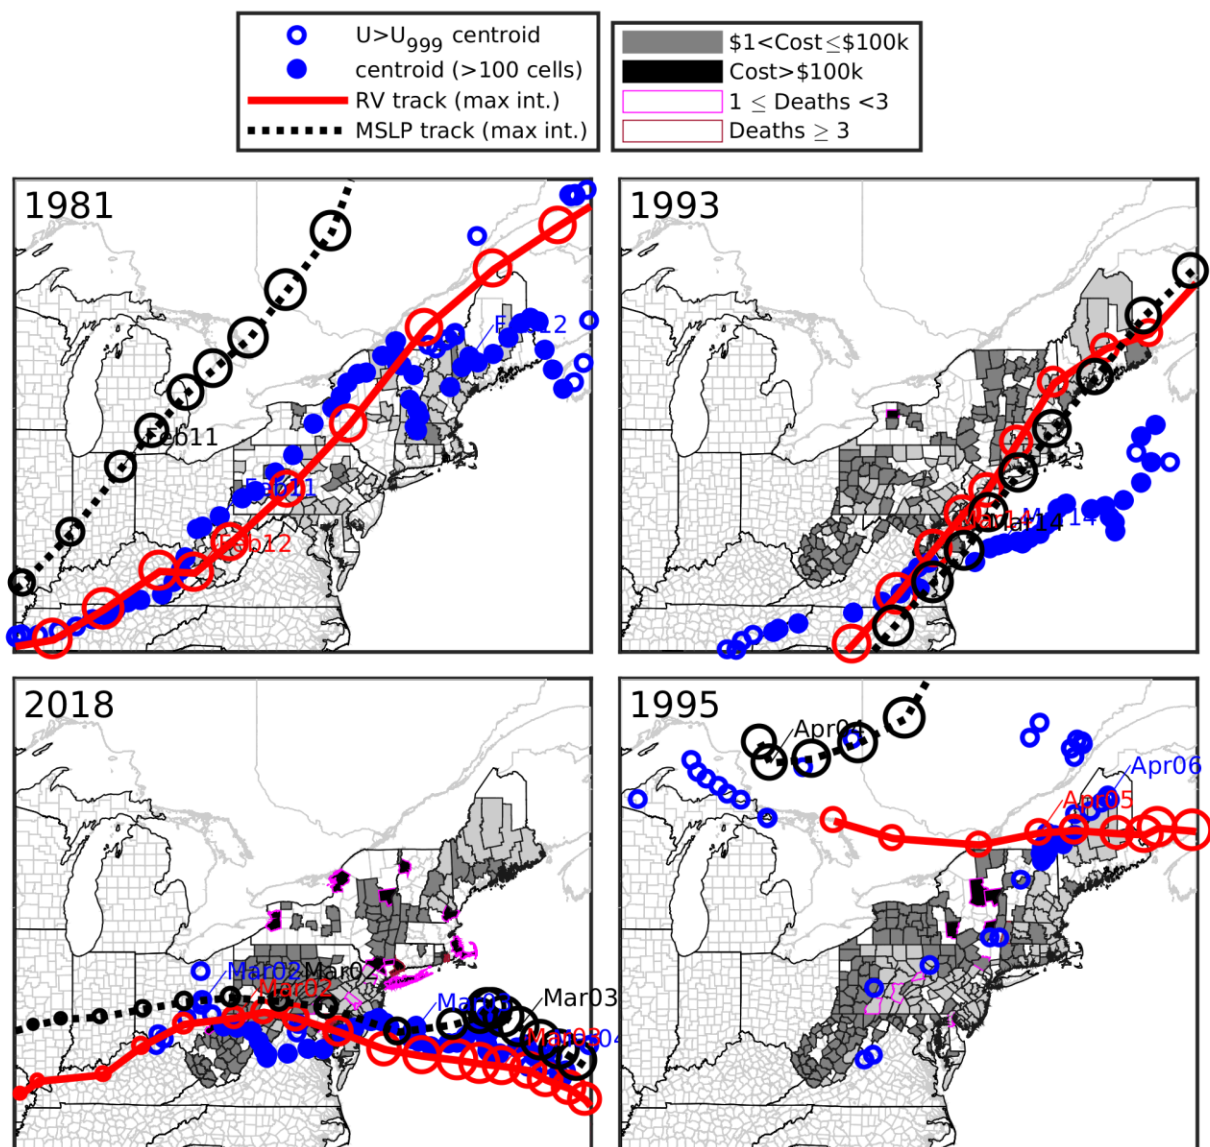 U>U999 centroid
centroid (>100 cells)
RV track (max int.)
MSLP track (max int.)
$1<Cost≤$100k
Cost>$100k
1 ≤ Deaths <3
Deaths ≥ 3
1981
Feb11
Feb11
Feb12
1993
Mar14
2018
Mar02
Mar02
Mar02
Mar03
1995
Apr04
Apr05
Apr06